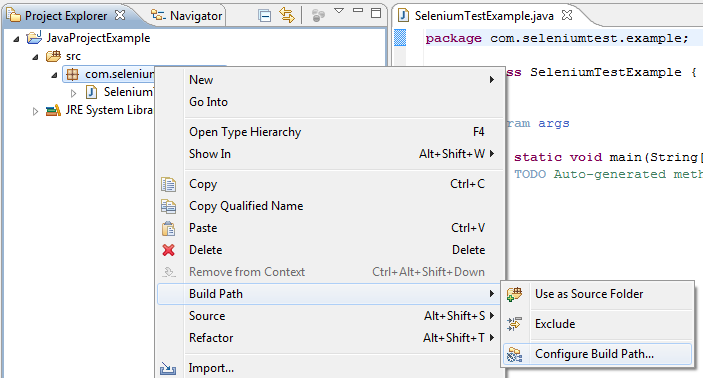 Project Explorer
Navigator
JavaProjectExample
src
com.seleniu
Selenium
JRE System Libra
New
Go Into
Open Type Hierarchy F4
Show In Alt+Shift+W
Copy Ctrl+C
Copy Qualified Name
Paste Ctrl+V
Delete Delete
Remove from Context Ctrl+Alt+Shift+Down
Build Path
Source Alt+Shift+S
Refactor Alt+Shift+T
Import...
Use as Source Folder
Exclude
Configure Build Path...
SeleniumTestExample.java
package com.seleniumtest.example;
ss SeleniumTestExample {
ram args
static void main(String[
TODO Auto-generated meth